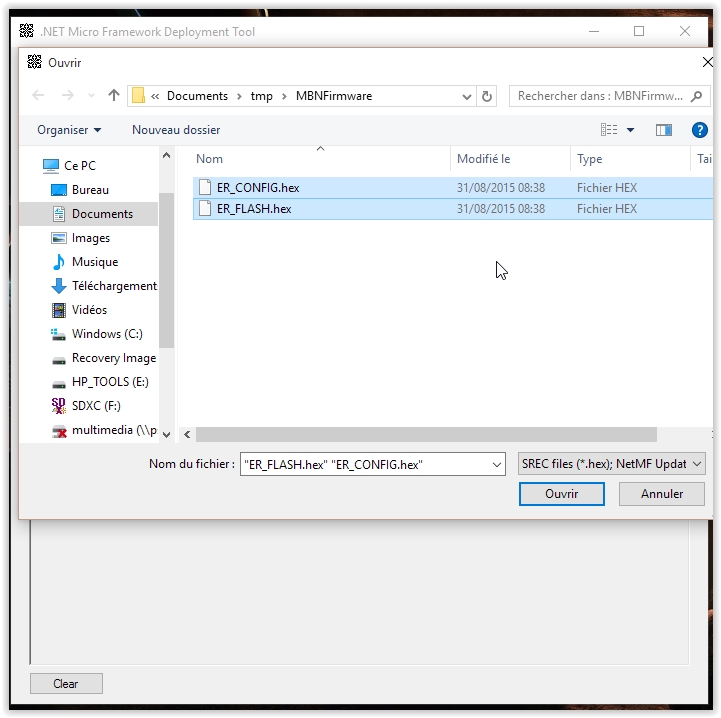 .NET Micro Framework Deployment Tool
Ouvrir
« Documents > tmp > MBNFirmware
Rechercher dans : MBNFirmw...
Organiser
Nouveau dossier
?
Nom
Modifié le
Type
Tai
Ce PC
Bureau
Documents
Images
Musique
Téléchargement
Vidéos
Windows (C:)
Recovery Image
HP_TOOLS (E:)
SDXC (F:)
multimedia (\\p
ER_CONFIG.hex 31/08/2015 08:38 Fichier HEX
ER_FLASH.hex 31/08/2015 08:38 Fichier HEX
Nom du fichier :
"ER_FLASH.hex" "ER_CONFIG.hex"
SREC files (*.hex); NetMF Updat
Ouvrir
Annuler
Clear